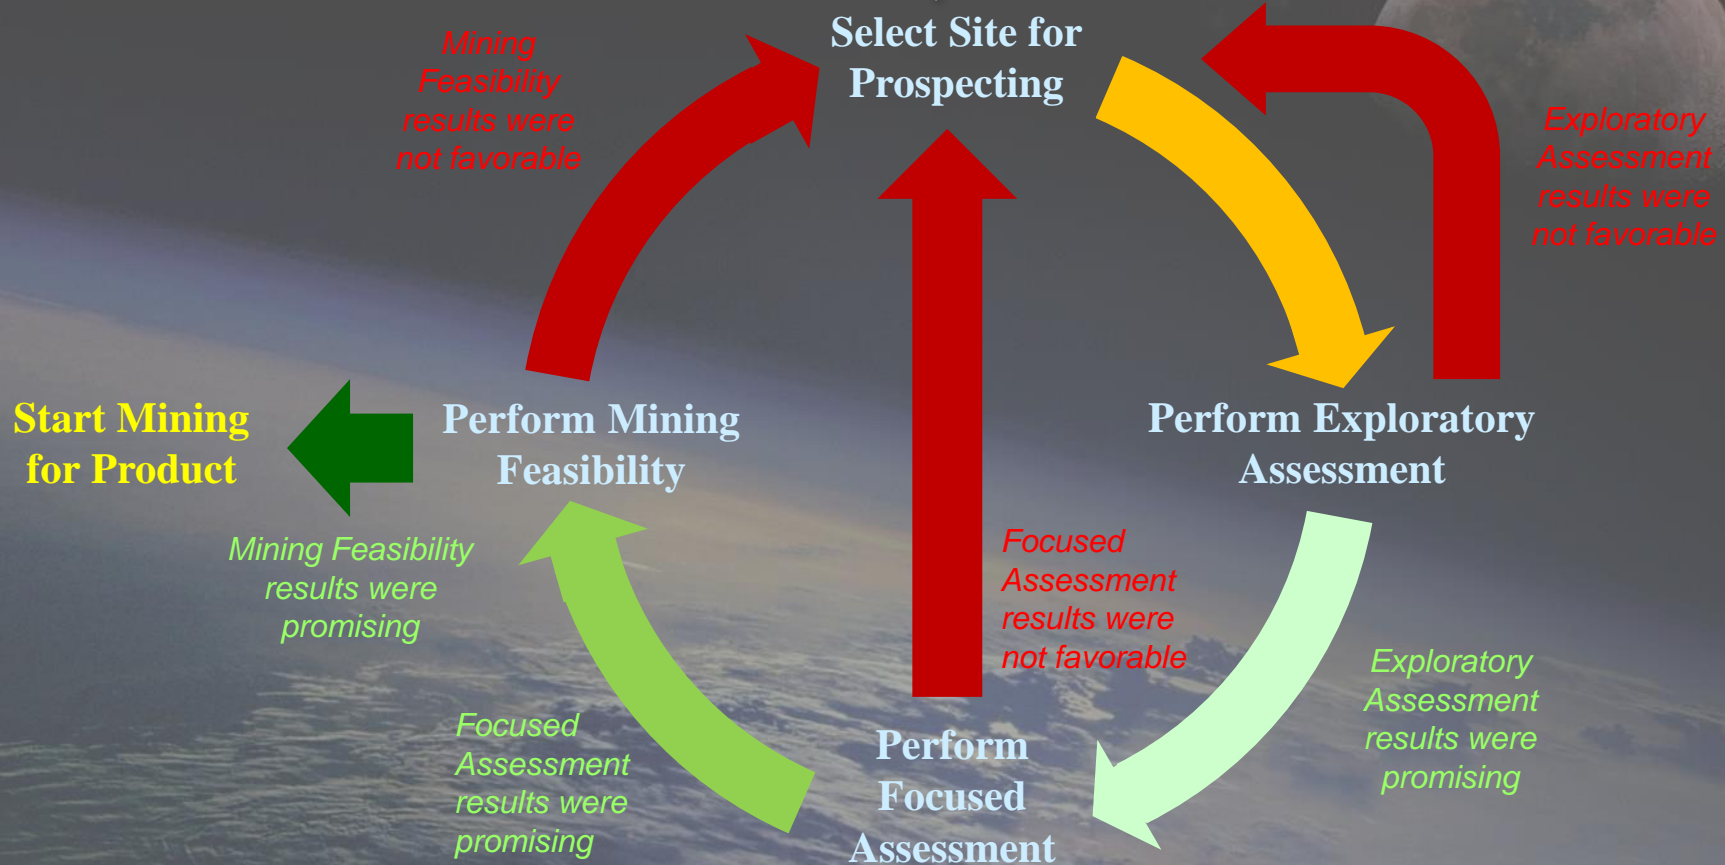 Select Site for
Prospecting
Mining
Feasibility
results were
not favorable
Exploratory
Assessment
results were
not favorable
Start Mining
for Product
Perform Mining
Feasibility
Perform Exploratory
Assessment
Mining Feasibility
results were
promising
Focused
Assessment
results were
not favorable
Exploratory
Assessment
results were
promising
Focused
Assessment
results were
promising
Perform
Focused
Assessment